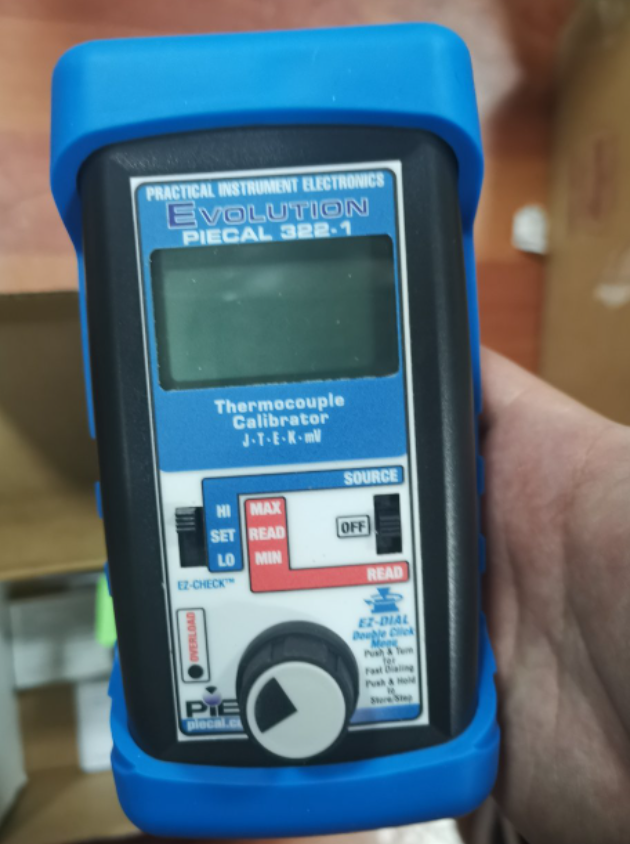 PRACTICAL INSTRUMENT ELECTRONICS
EVOLUTION
PIECAL 322-1
Thermocouple
Calibrator
J·T·E·K·mV
SOURCE
HI
SET
LO
MAX
READ
MIN
OFF
READ
EZ-CHECK™
OVERLOAD
EZ-DIAL
Double Click
Menu
Push & Turn
for
Fast Dialing
Push & Hold
to
Store/Step
PIE
piecal.c